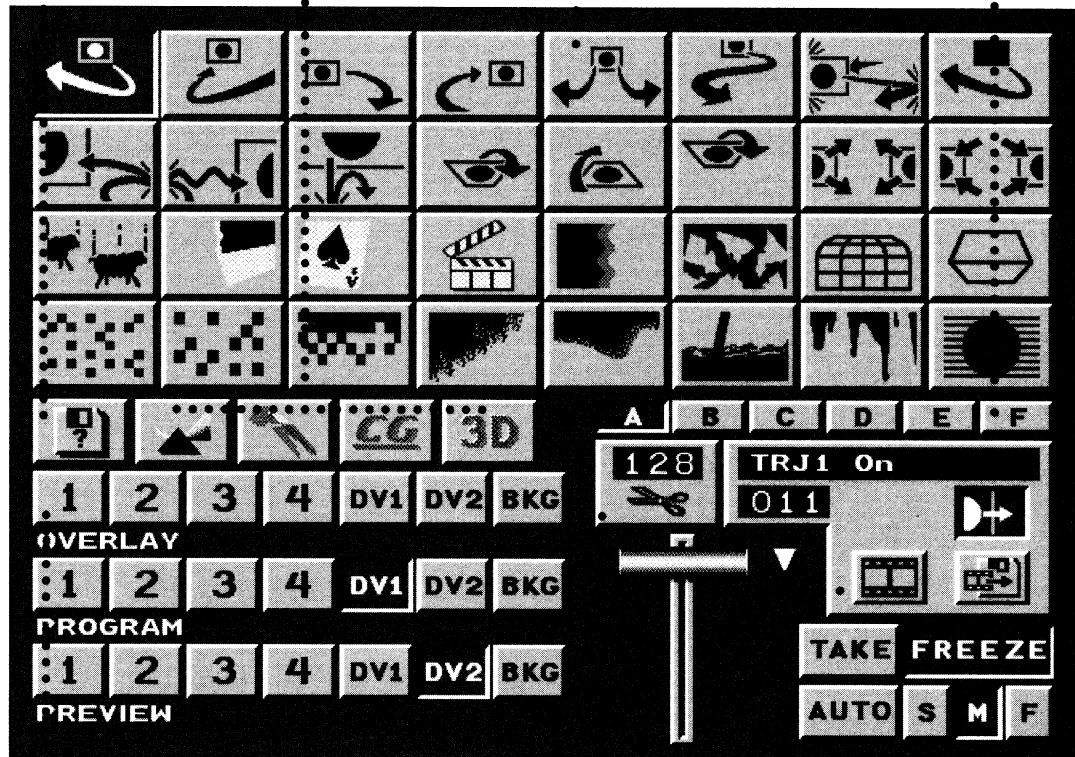 A B C D E F
? CG 3D
128 TRJ1 On
1 2 3 4 DV1 DV2 BKG
011
OVERLAY
1 2 3 4 DV1 DV2 BKG
PROGRAM
TAKE FREEZE
1 2 3 4 DV1 DV2 BKG
AUTO S M F
PREVIEW